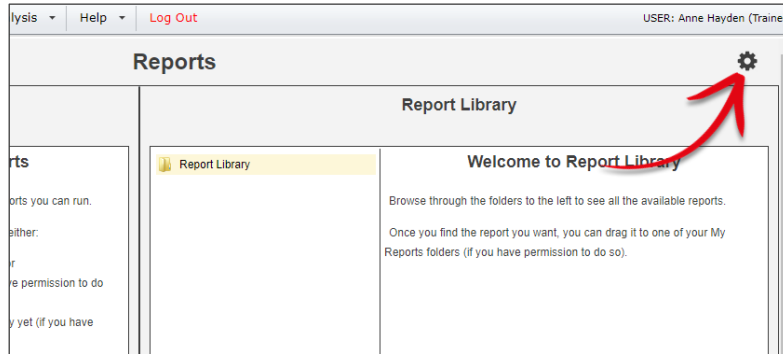 lysis Help Log Out USER: Anne Hayden (Traine
Reports
Report Library
rts
orts you can run.
either:
or
ve permission to do
y yet (if you have
Report Library
Welcome to Report Library
Browse through the folders to the left to see all the available reports.
Once you find the report you want, you can drag it to one of your My
Reports folders (if you have permission to do so).